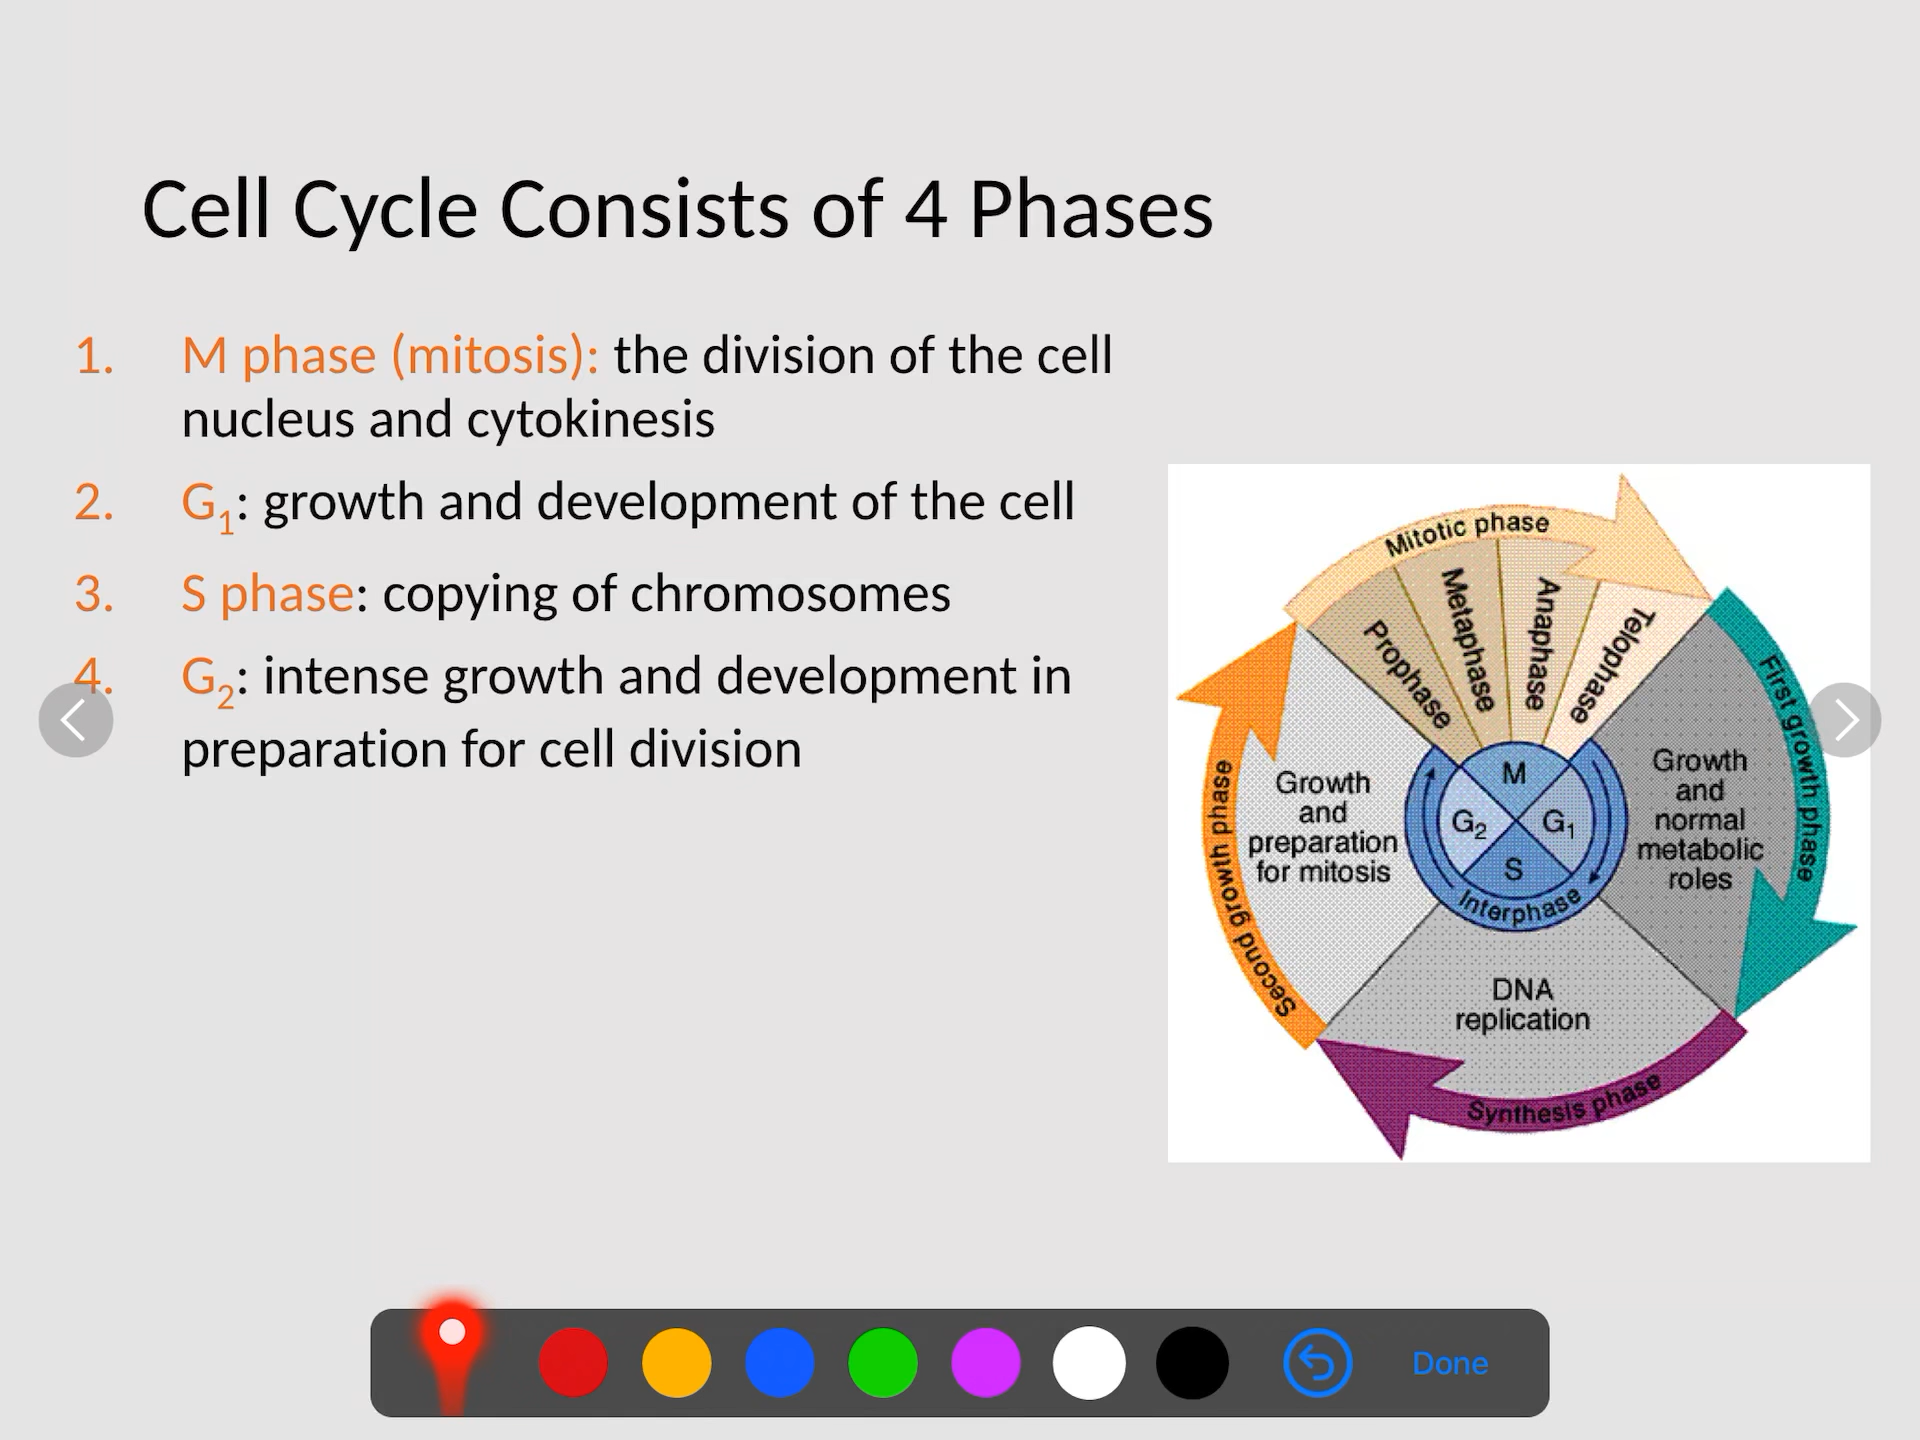 Cell Cycle Consists of 4 Phases
1. M phase (mitosis): the division of the cell
nucleus and cytokinesis
2. G₁: growth and development of the cell
3. S phase: copying of chromosomes
4. G₂: intense growth and development in
preparation for cell division
Mitotic phase
Prophase
Metaphase
Anaphase
Telophase
First growth phase
Growth
and
normal
metabolic
roles
Growth
and
preparation
for mitosis
Second growth phase
M
G₂
G₁
S
Interphase
DNA
replication
Synthesis phase
Done